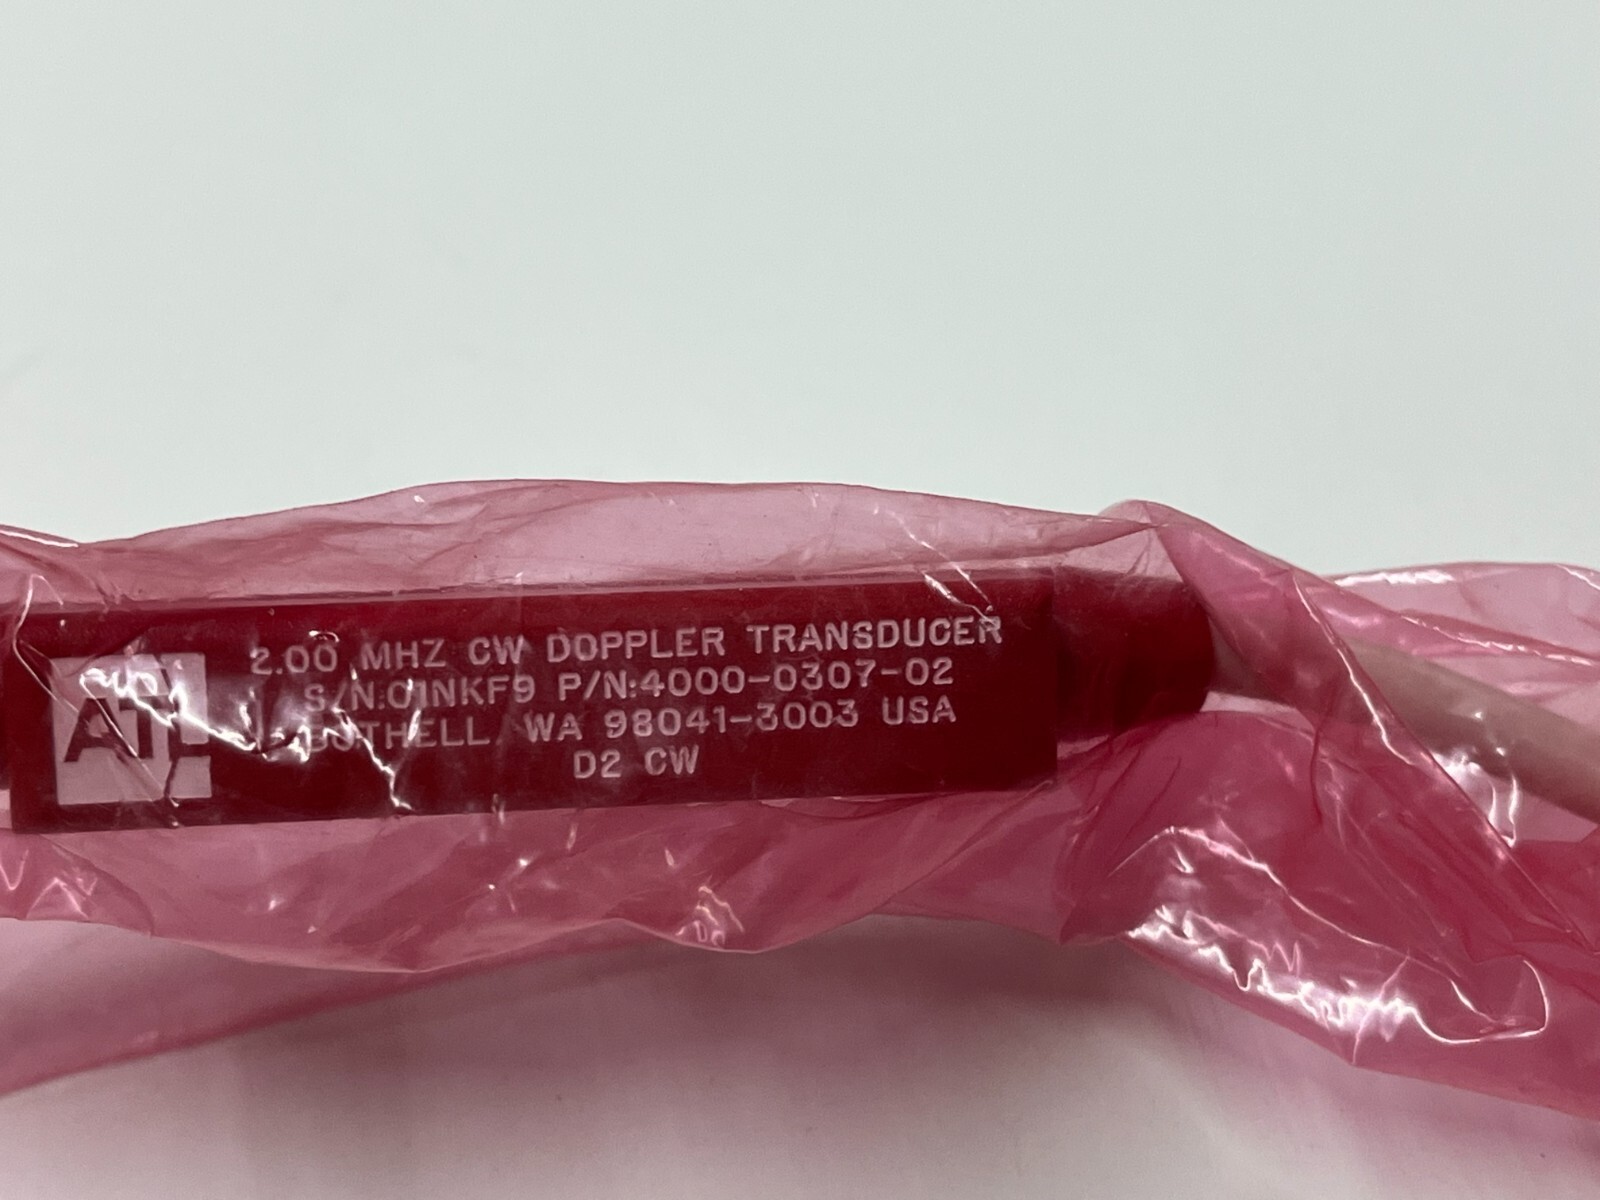 ATL
2.00 MHZ CW DOPPLER TRANSDUCER
S/N:01NKF9 P/N:4000-0307-02
BOTHELL, WA 98041-3003 USA
D2 CW